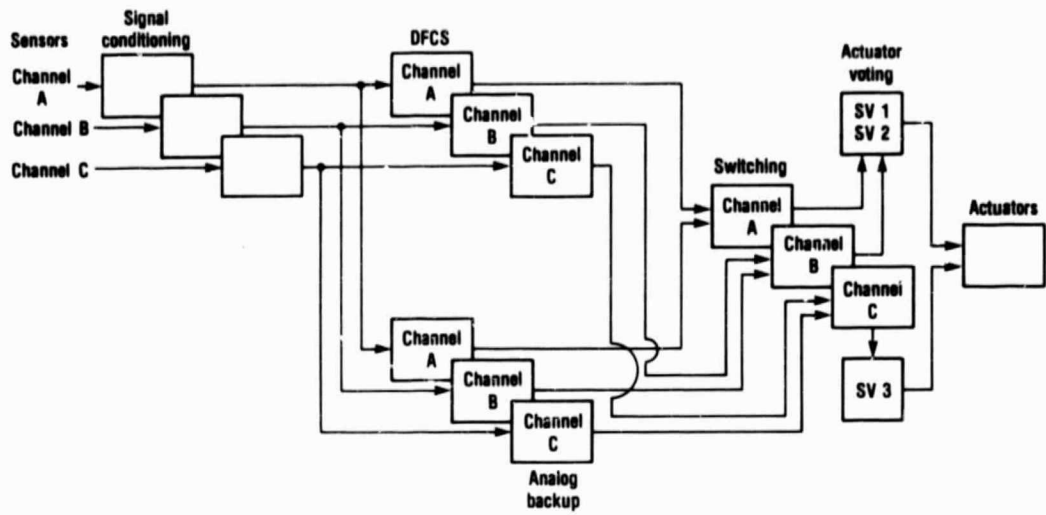 Sensors
Signal
conditioning
Channel
A
Channel B
Channel C
DFCS
Channel
A
Channel
B
Channel
C
Switching
Channel
A
Channel
B
Channel
C
Actuator
voting
SV 1
SV 2
SV 3
Actuators
Channel
A
Channel
B
Channel
C
Analog
backup